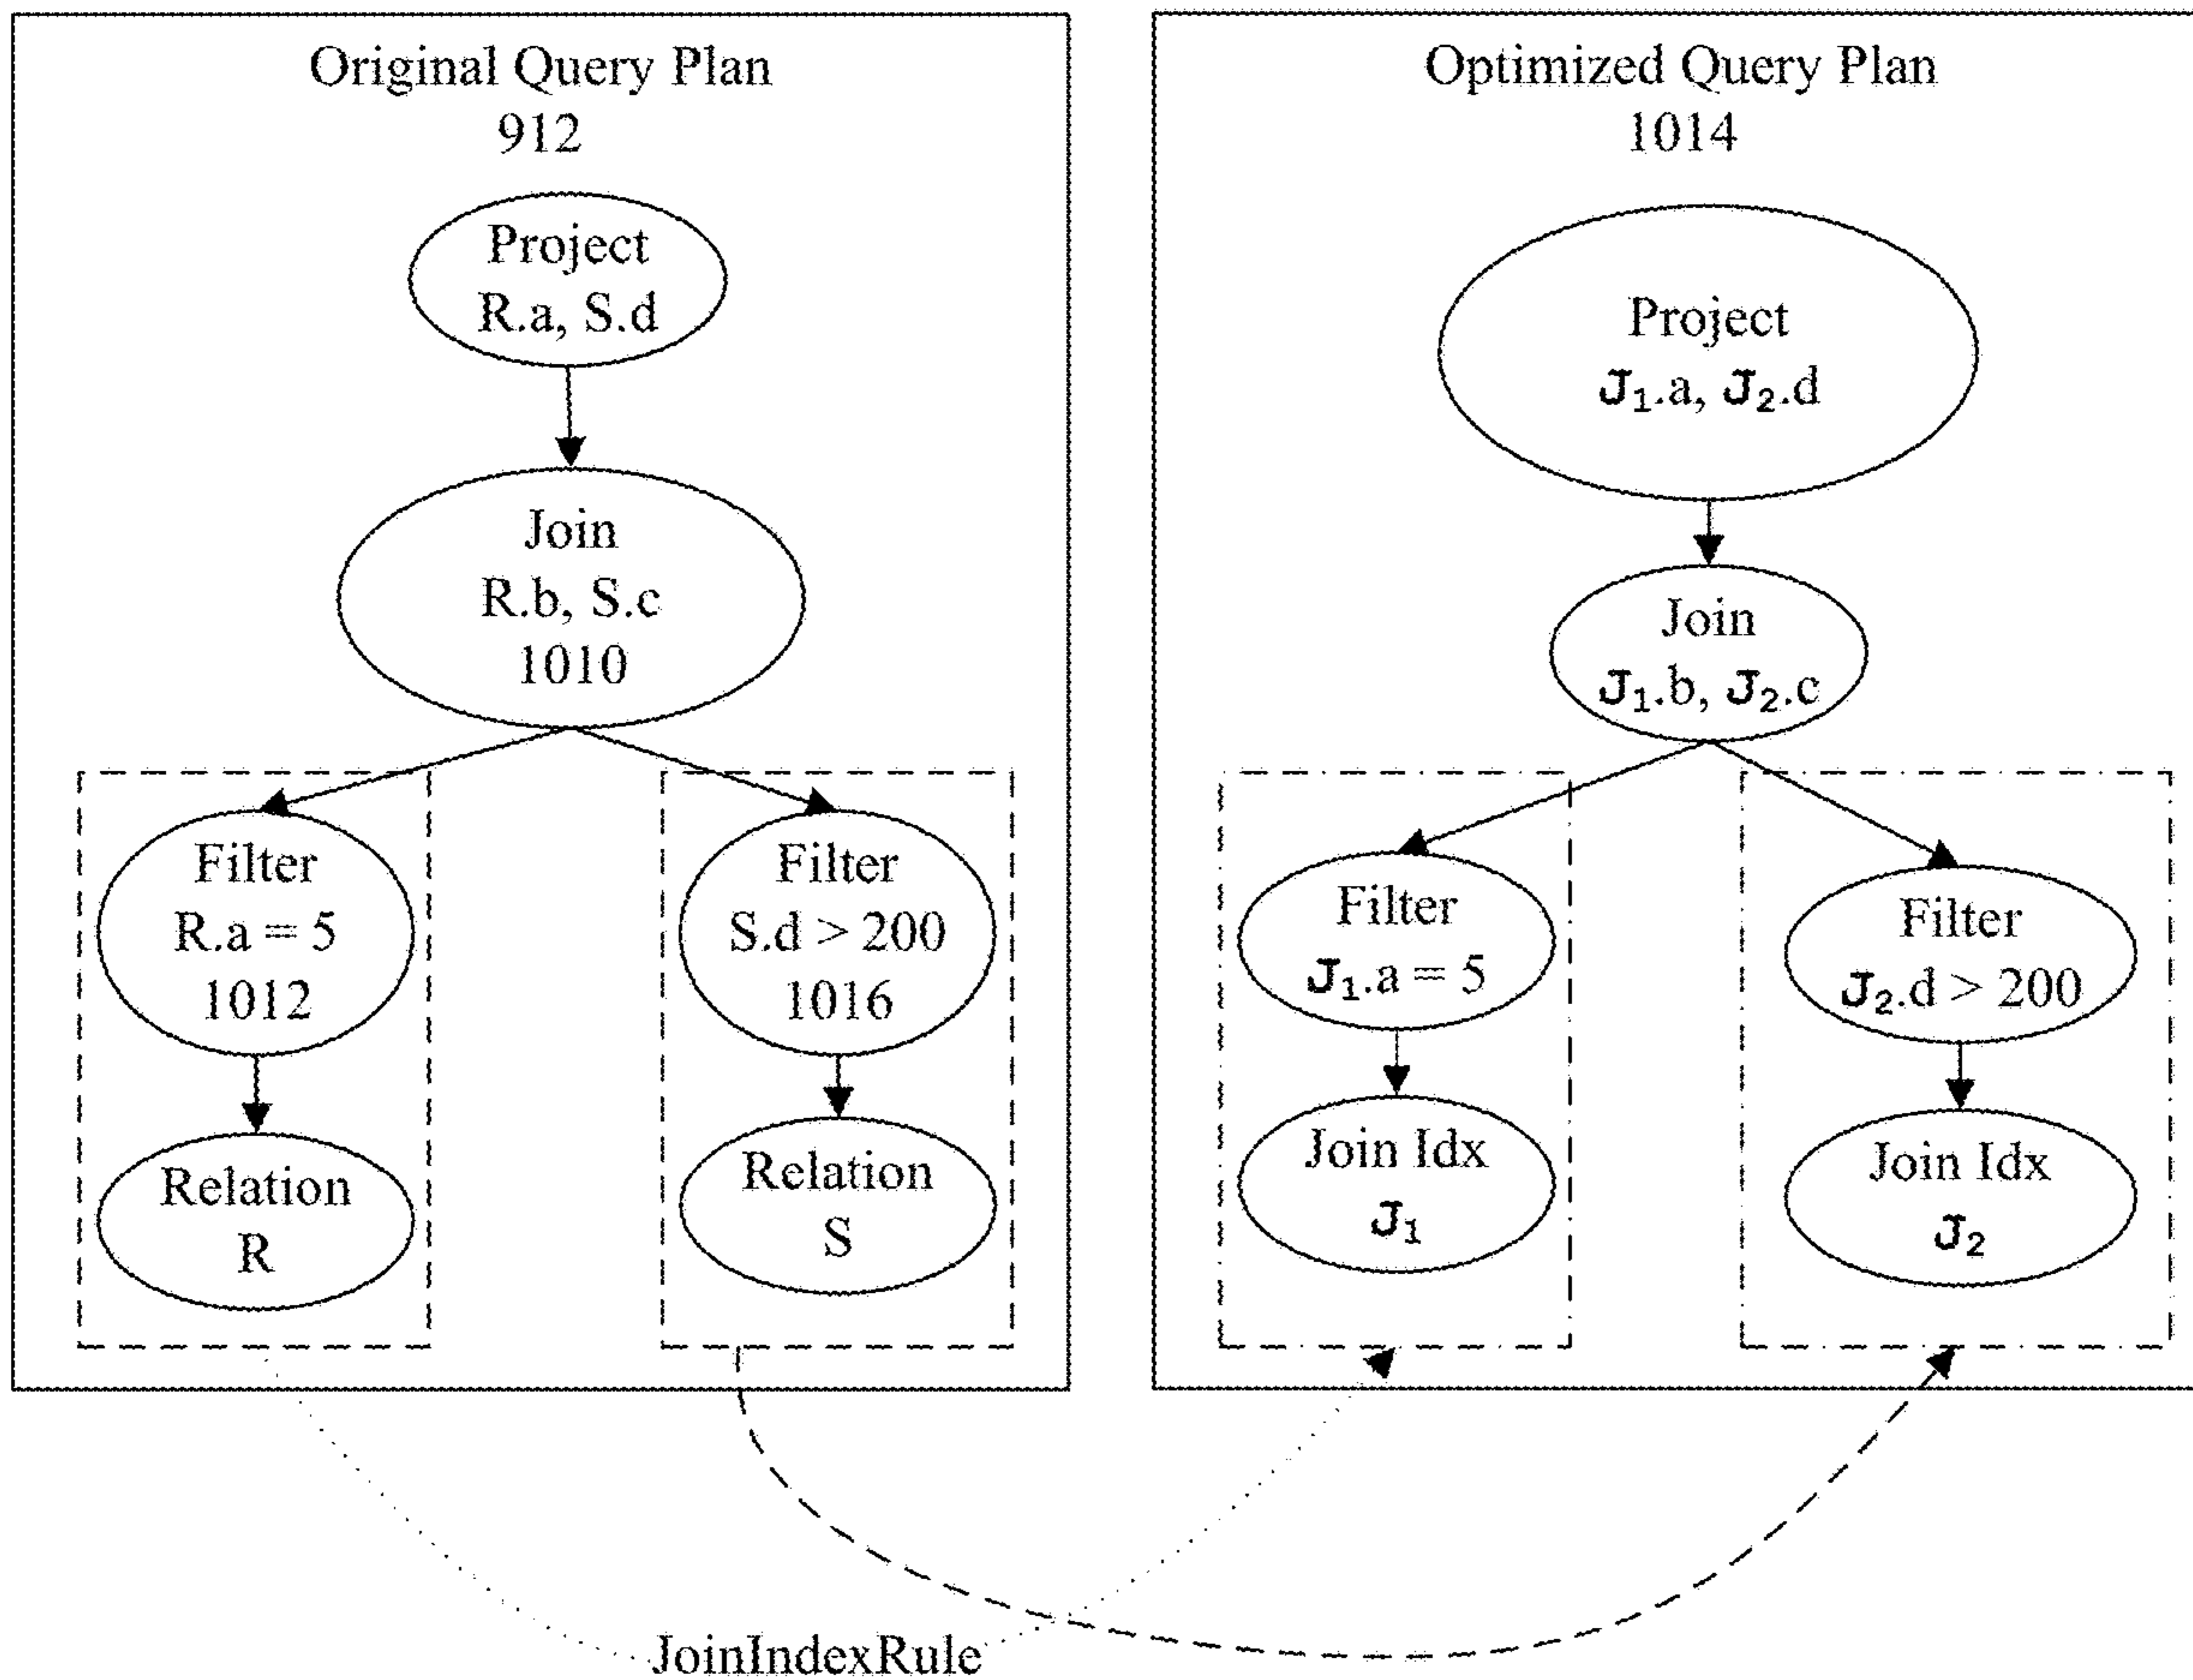 Original Query Plan
912
Project
R.a, S.d
Join
R.b, S.c
1010
Filter
R.a = 5
1012
Relation
R
Filter
S.d > 200
1016
Relation
S
Optimized Query Plan
1014
Project
J₁.a, J₂.d
Join
J₁.b, J₂.c
Filter
J₁.a = 5
Join Idx
J₁
Filter
J₂.d > 200
Join Idx
J₂
JoinIndexRule